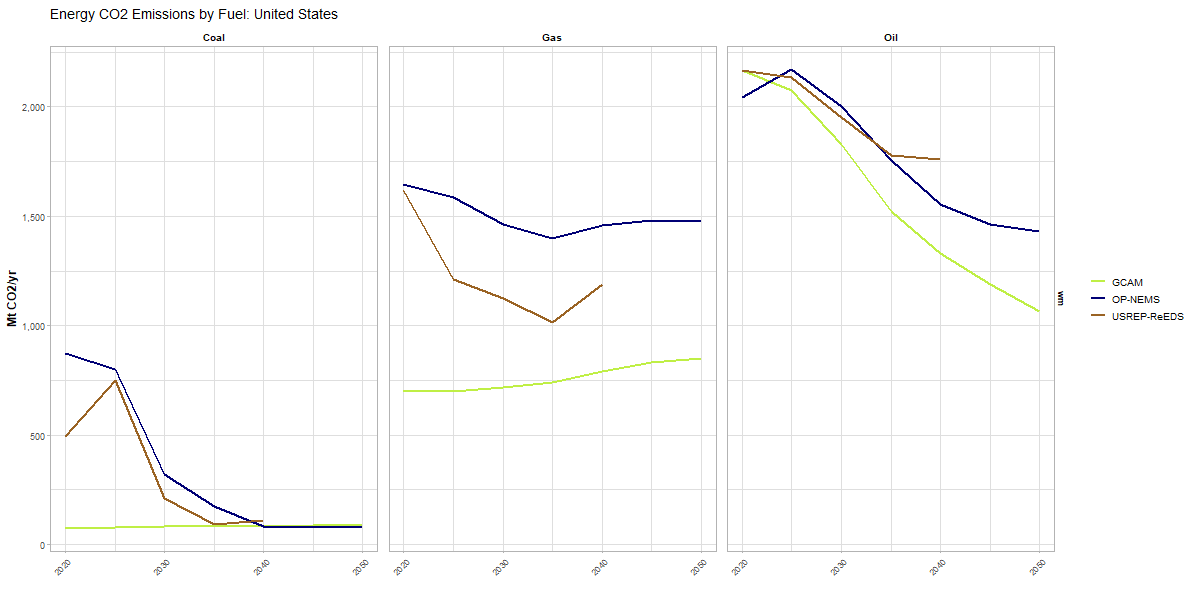 Energy CO2 Emissions by Fuel: United States
Coal
Gas
Oil
Mt CO2/yr
2,000
1,500
1,000
500
0
2020
2030
2040
2050
2020
2030
2040
2050
2020
2030
2040
2050
wm
GCAM
OP-NEMS
USREP-ReEDS